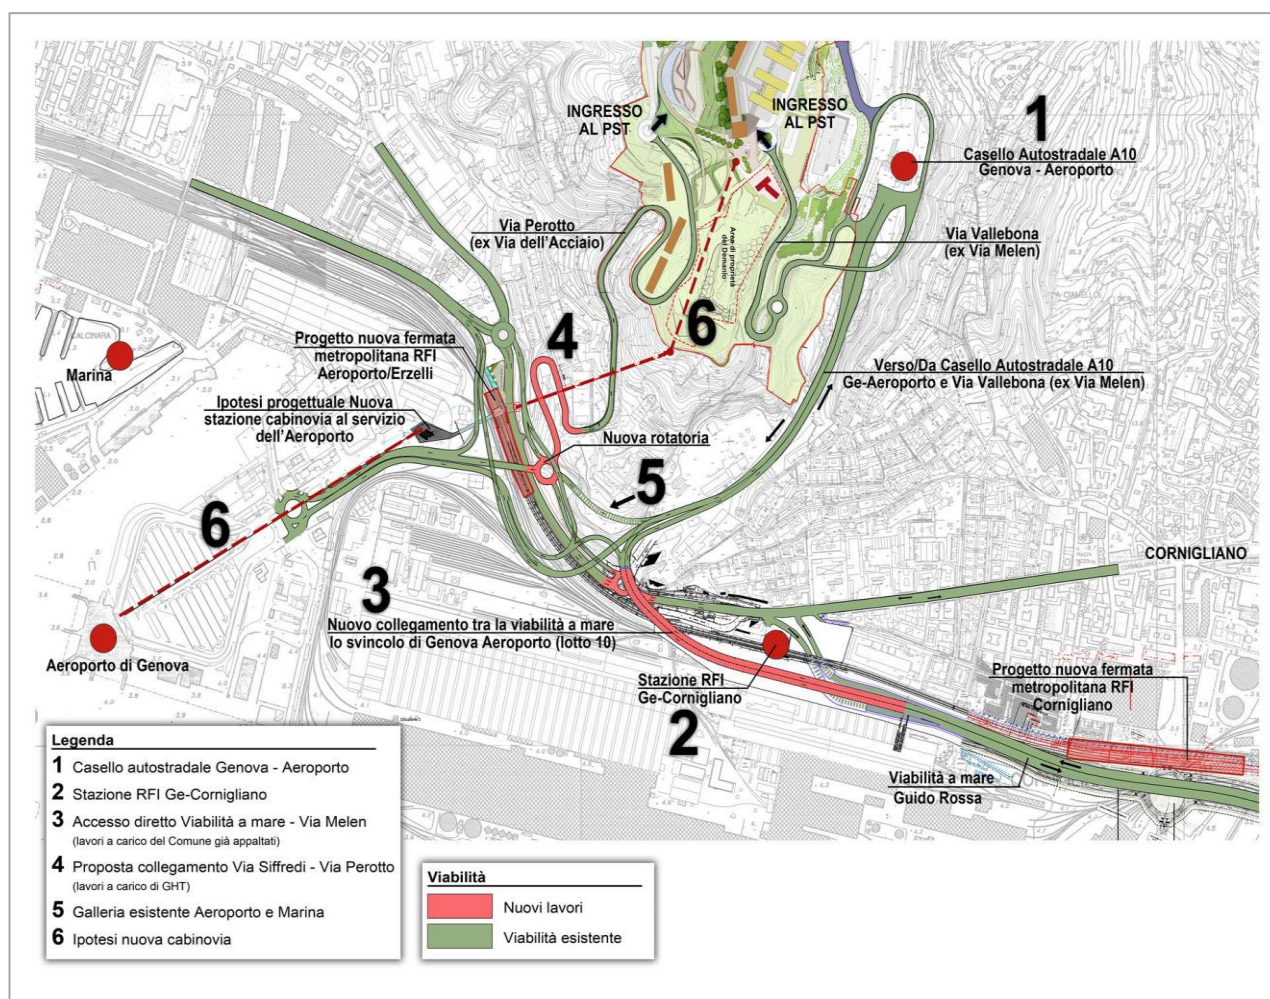 INGRESSO
AL PST
INGRESSO
AL PST
1
Casello Autostradale A10
Genova - Aeroporto
Via Perotto
(ex Via dell'Acciaio)
Area di proprietà
del Demanio
Via Vallebona
(ex Via Melen)
6
4
Progetto nuova fermata
metropolitana RFI
Aeroporto/Erzelli
Marina
Verso/Da Casello Autostradale A10
Ge-Aeroporto e Via Vallebona (ex Via Melen)
Ipotesi progettuale Nuova
stazione cabinovia al servizio
dell'Aeroporto
Nuova rotatoria
5
6
CORNIGLIANO
3
Nuovo collegamento tra la viabilità a mare
lo svincolo di Genova Aeroporto (lotto 10)
Aeroporto di Genova
Stazione RFI
Ge-Cornigliano
2
Progetto nuova fermata
metropolitana RFI
Cornigliano
Viabilità a mare
Guido Rossa
Legenda
1 Casello autostradale Genova - Aeroporto
2 Stazione RFI Ge-Cornigliano
3 Accesso diretto Viabilità a mare - Via Melen
(lavori a carico del Comune già appaltati)
4 Proposta collegamento Via Siffredi - Via Perotto
(lavori a carico di GHT)
5 Galleria esistente Aeroporto e Marina
6 Ipotesi nuova cabinovia
Viabilità
Nuovi lavori
Viabilità esistente